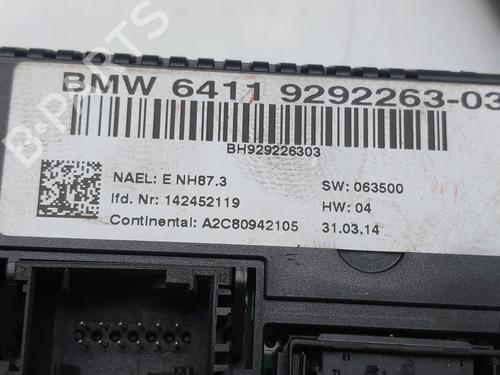 BMW 6411 9292263-03
BH929226303
NAEL: E NH87.3
SW: 063500
lfd. Nr: 142452119
HW: 04
Continental: A2C80942105
31.03.14
B-PARTS